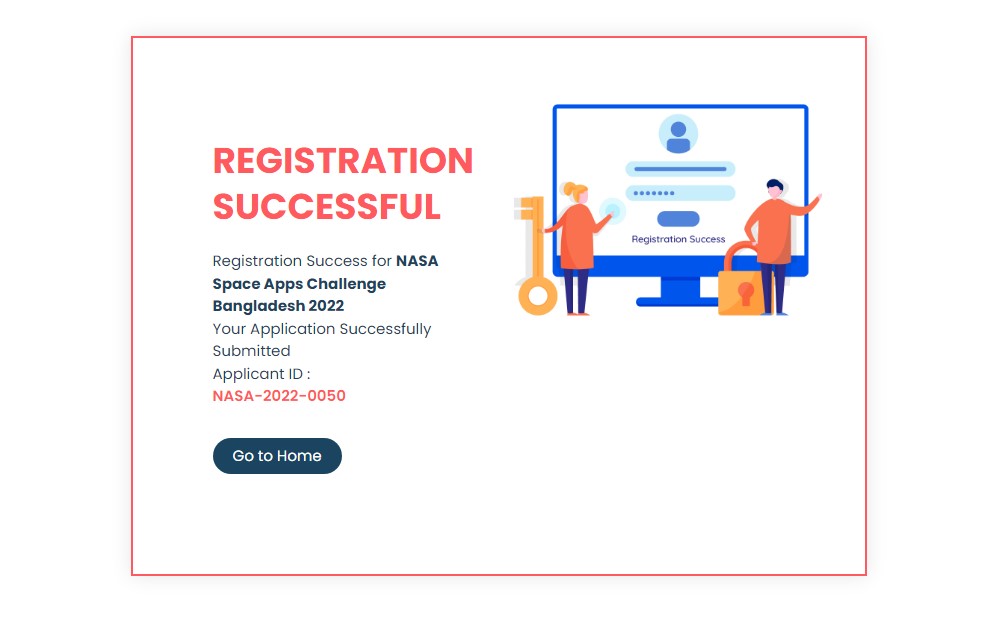 REGISTRATION
SUCCESSFUL
Registration Success for NASA
Space Apps Challenge
Bangladesh 2022
Your Application Successfully
Submitted
Applicant ID :
NASA-2022-0050
Go to Home
Registration Success